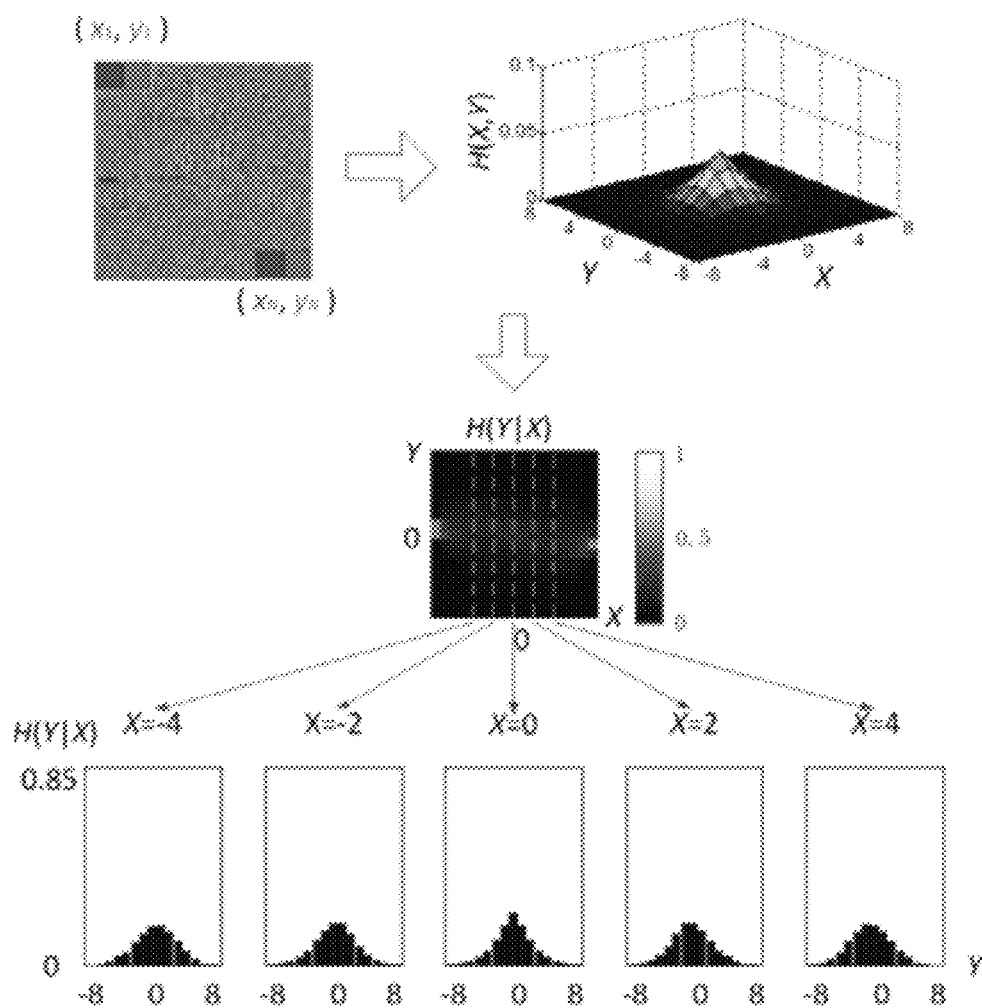 ( x₁, y₁ )
( xₙ, yₙ )
H(X,Y)
0.1
0.05
0
8 4 0 -4 -8
Y
-8 -4 0 4 8
X
H(Y|X)
Y
0
0
X
1
0.5
0
X=-4 X=-2 X=0 X=2 X=4
H(Y|X)
0.85
0
-8 0 8 -8 0 8 -8 0 8 -8 0 8 -8 0 8
Y